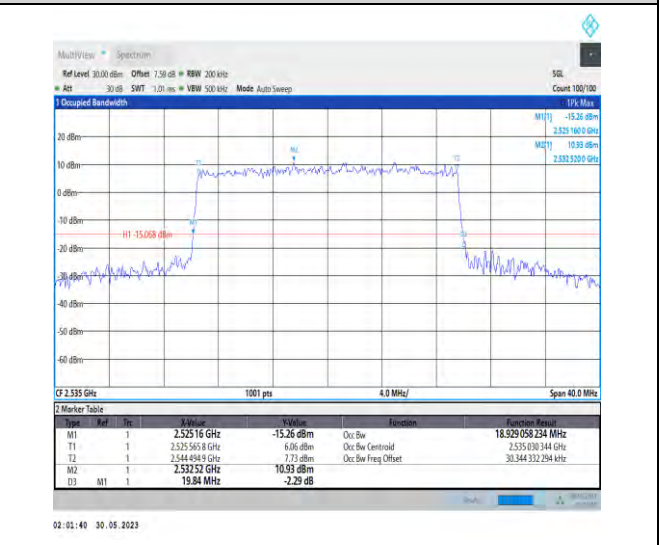 MultiView Spectrum
Ref Level 30.00 dBm Offset 7.59 dB RBW 200 kHz SGL
Att 30 dB SWT 1.01 ms VBW 500 kHz Mode Auto Sweep Count 100/100
1 Occupied Bandwidth 1Pk Max
M1[1] -15.26 dBm
2.525 160 0 GHz
M2[1] 10.93 dBm
2.532 520 0 GHz
20 dBm
10 dBm
0 dBm
-10 dBm
-20 dBm
-30 dBm
-40 dBm
-50 dBm
-60 dBm
M2
T1
T2
M1
H1 -15.068 dBm
D3
CF 2.535 GHz 1001 pts 4.0 MHz/ Span 40.0 MHz
2 Marker Table
Type Ref Trc X-Value Y-Value Function Function Result
M1 1 2.525 16 GHz -15.26 dBm Occ Bw 18.929 058 234 MHz
T1 1 2.525 565 8 GHz 6.06 dBm Occ Bw Centroid 2.535 030 344 GHz
T2 1 2.544 494 9 GHz 7.73 dBm Occ Bw Freq Offset 30.344 332 294 kHz
M2 1 2.532 52 GHz 10.93 dBm
D3 M1 1 19.84 MHz -2.29 dB
02:01:40 30.05.2023